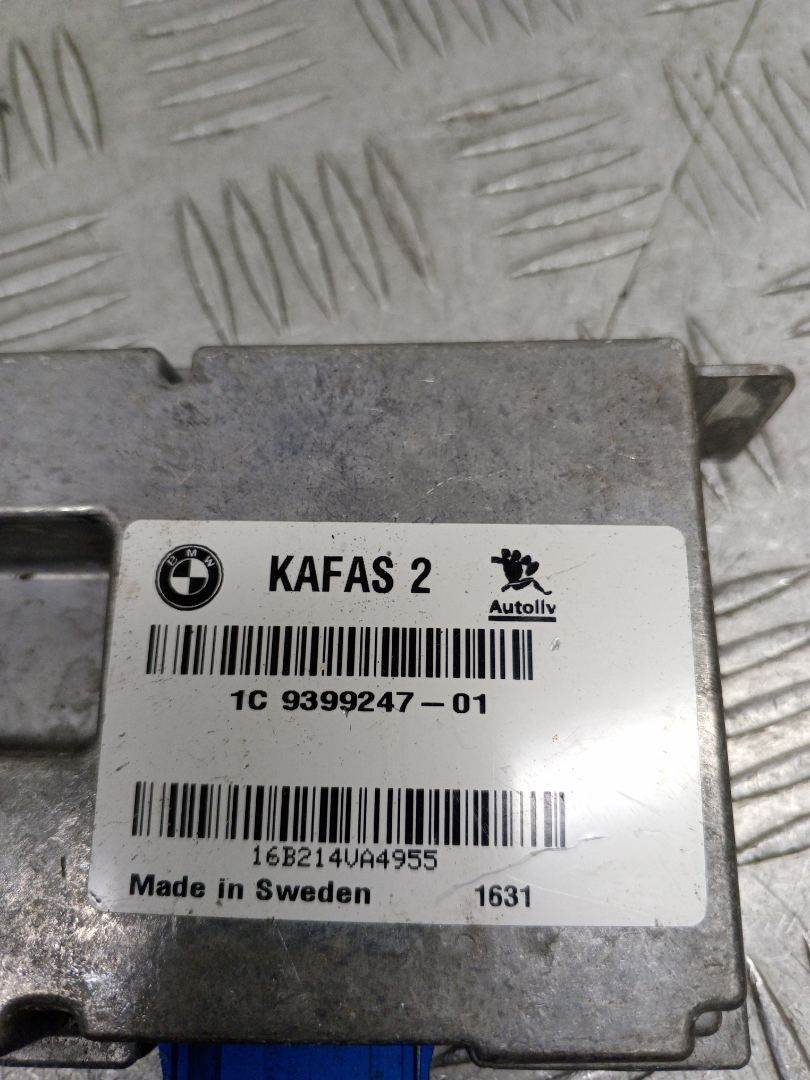 BMW
KAFAS 2
Autoliv
1C 9399247-01
16B214VA4955
Made in Sweden 1631